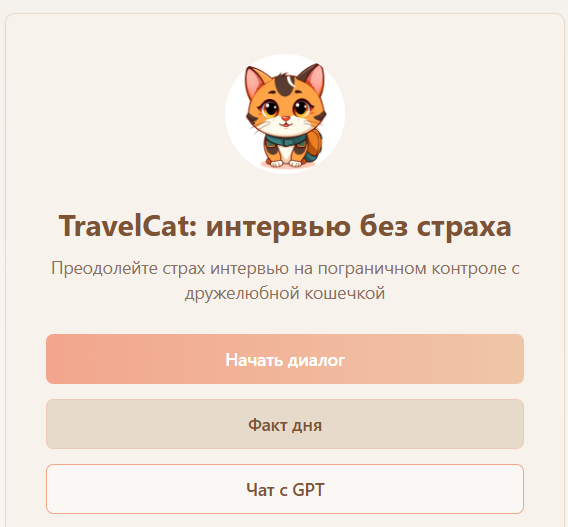 TravelCat: интервью без страха
Преодолейте страх интервью на пограничном контроле с
дружелюбной кошечкой
Начать диалог
Факт дня
Чат с GPT